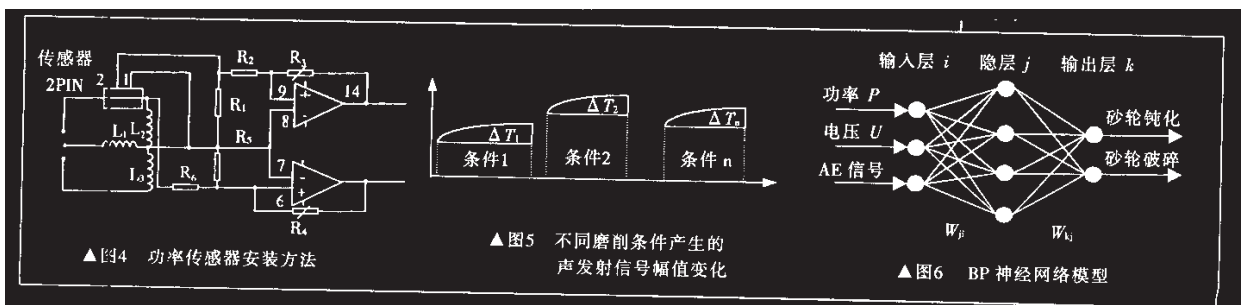 传感器
2PIN
2
1
R₂
R₃
9
14
R₁
8
L₁
L₂
R₅
7
L₃
R₆
6
R₄
▲图4 功率传感器安装方法
ΔT₁
条件1
ΔT₂
条件2
ΔTₙ
条件 n
▲图5 不同磨削条件产生的
声发射信号幅值变化
输入层 i 隐层 j 输出层 k
功率 P
电压 U
AE 信号
砂轮钝化
砂轮破碎
Wji
Wkj
▲图6 BP 神经网络模型